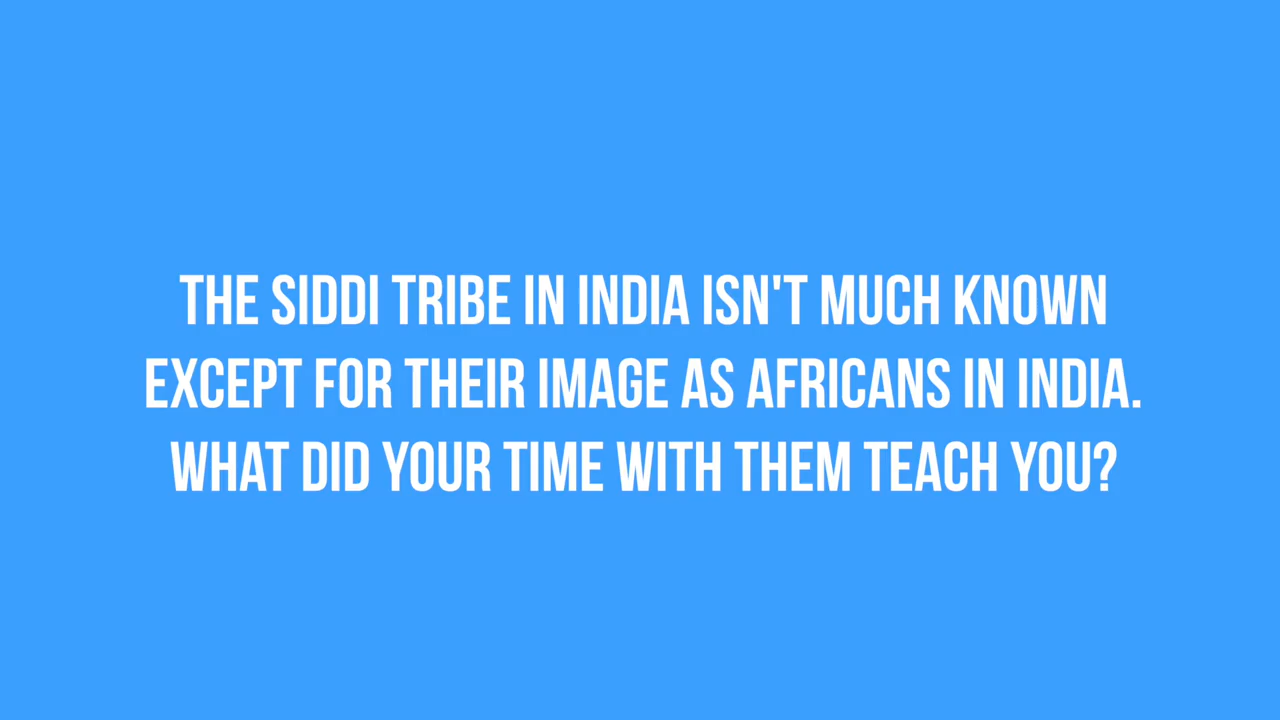 THE SIDDI TRIBE IN INDIA ISN'T MUCH KNOWN
EXCEPT FOR THEIR IMAGE AS AFRICANS IN INDIA.
WHAT DID YOUR TIME WITH THEM TEACH YOU?